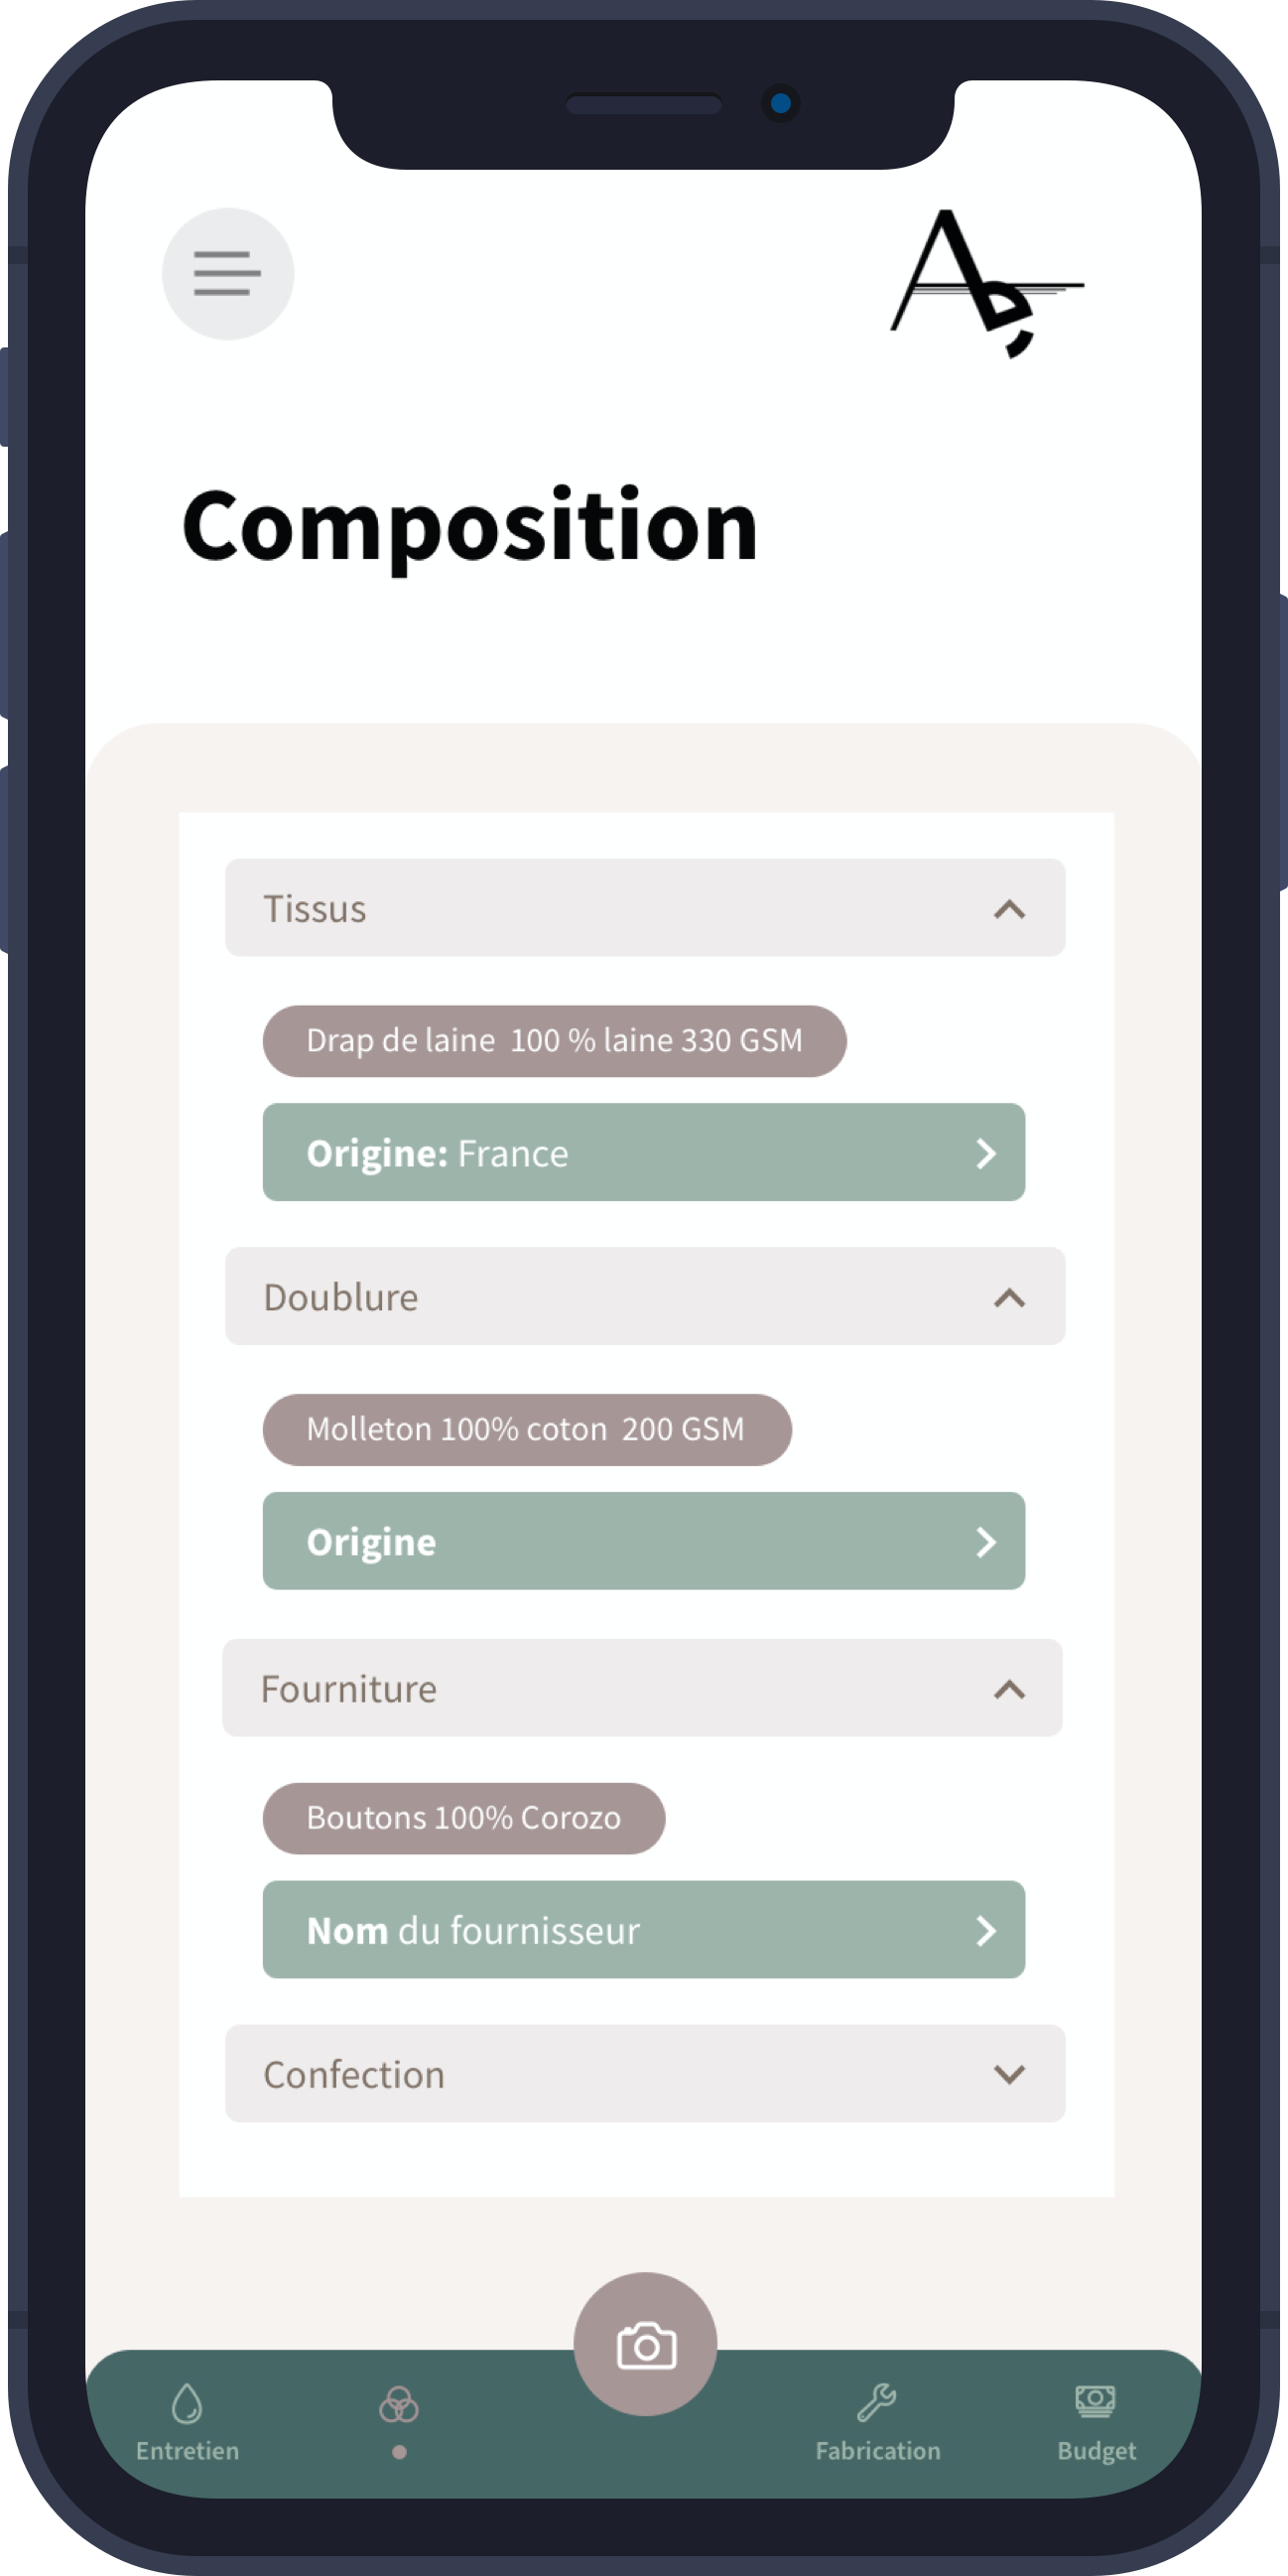 Composition
Tissus
Drap de laine  100 % laine 330 GSM
Origine: France
Doublure
Molleton 100% coton  200 GSM
Origine
Fourniture
Boutons 100% Corozo
Nom du fournisseur
Confection
Entretien
Fabrication
Budget